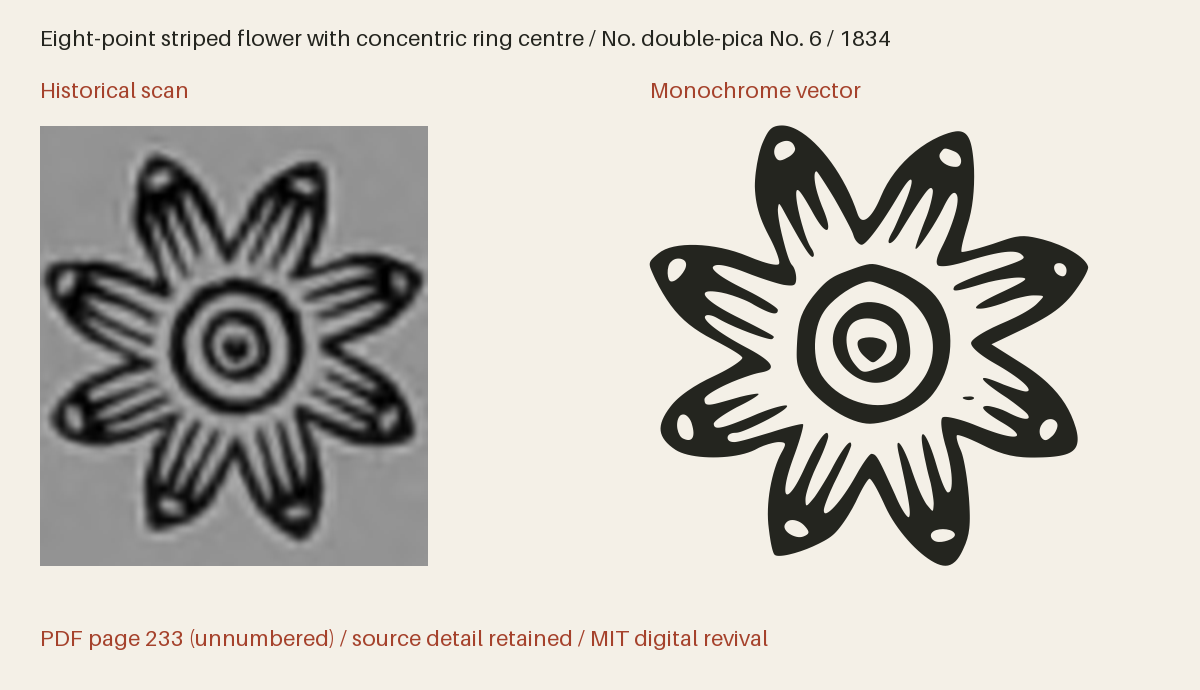 Eight-point striped flower with concentric ring centre / No. double-pica No. 6 / 1834
Historical scan
Monochrome vector
PDF page 233 (unnumbered) / source detail retained / MIT digital revival